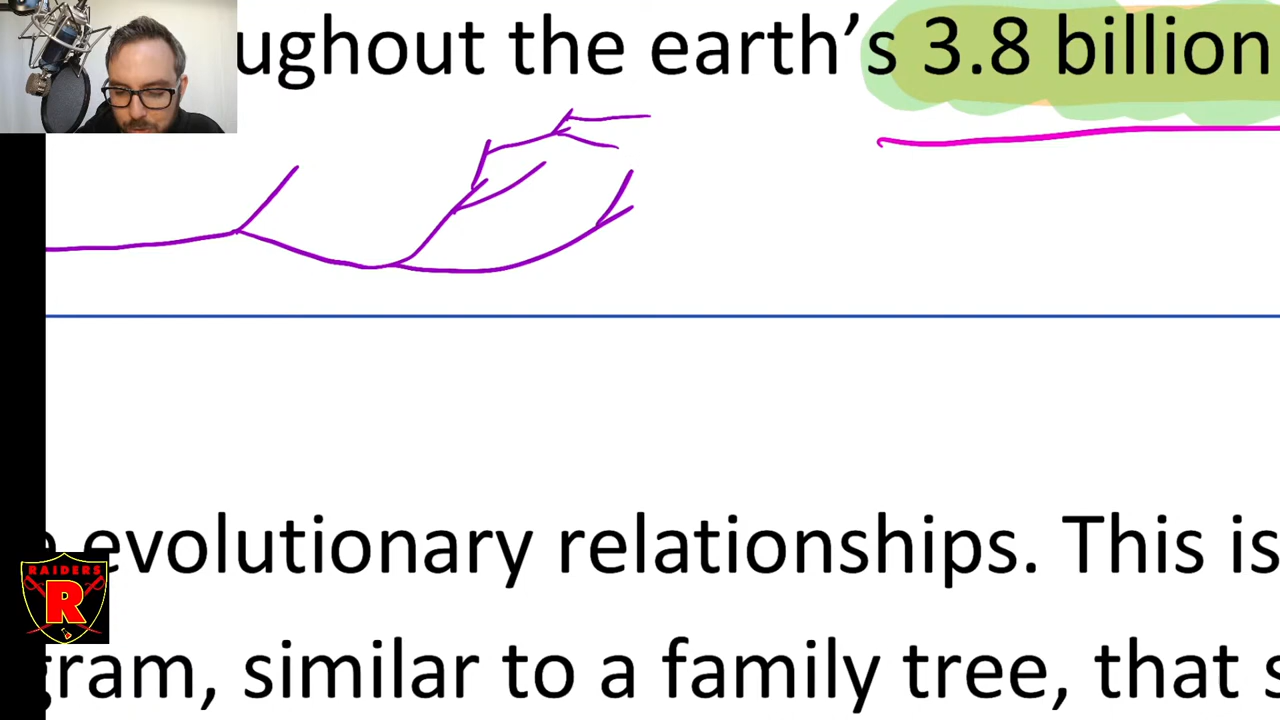 ughout the earth’s 3.8 billion
evolutionary relationships. This is
gram, similar to a family tree, that s
RAIDERS
R